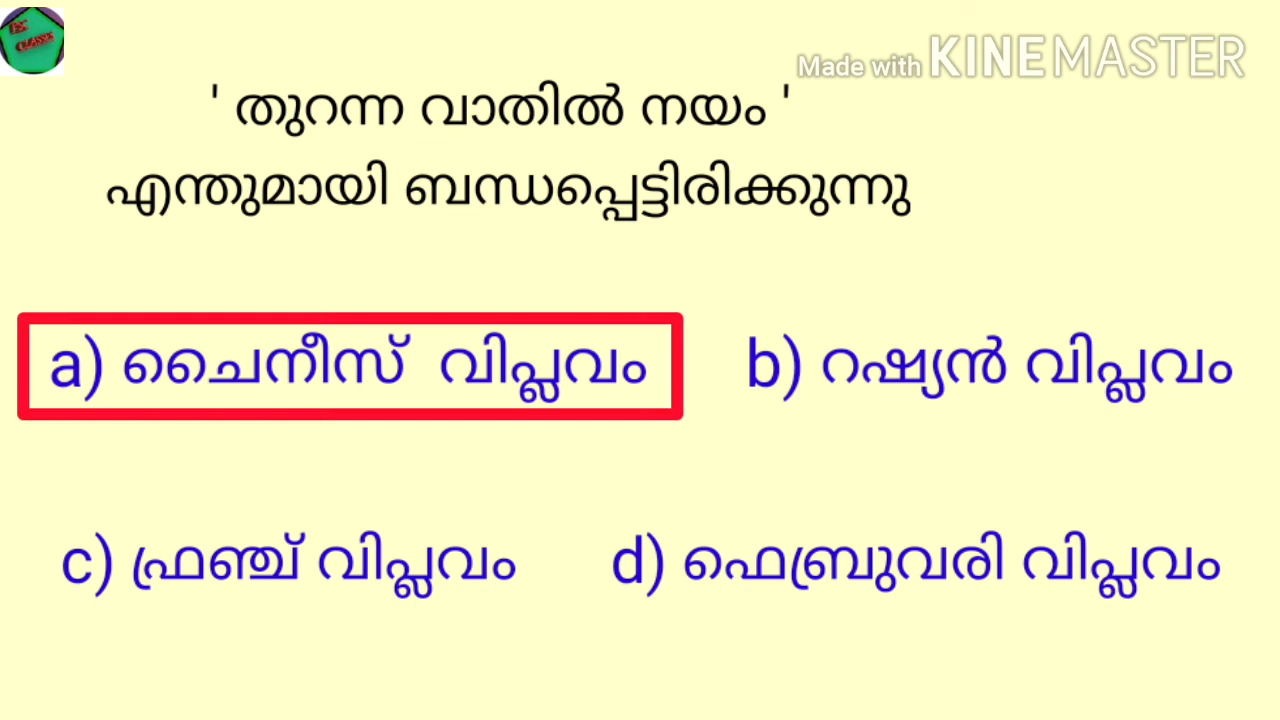 Made with KINEMASTER
' തുറന്ന വാതിൽ നയം '
എന്തുമായി ബന്ധപ്പെട്ടിരിക്കുന്നു
a) ചൈനീസ് വിപ്ലവം b) റഷ്യൻ വിപ്ലവം
c) ഫ്രഞ്ച് വിപ്ലവം d) ഫെബ്രുവരി വിപ്ലവം